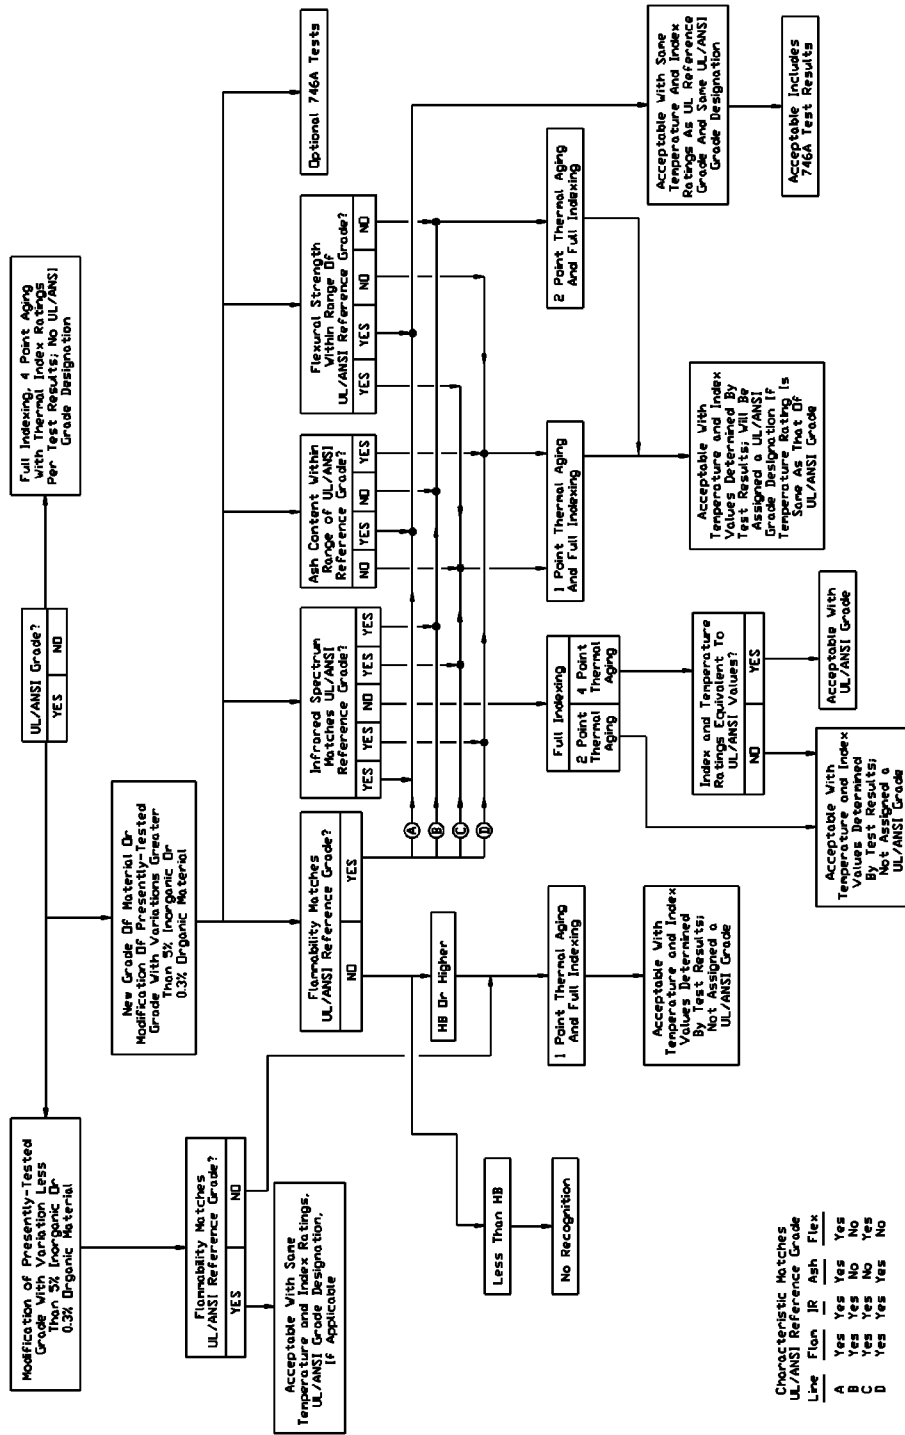 UL/ANSI Grade?
YES
NO
Full Indexing, 4 Point Aging
With Thermal Index Ratings
Per Test Results; No UL/ANSI
Grade Designation
Modification of Presently-Tested
Grade With Variation Less
Than 5% Inorganic Or
0.3% Organic Material
New Grade Of Material Or
Modification Of Presently-Tested
Grade With Variations Greater
Than 5% Inorganic Or
0.3% Organic Material
Flammability Matches
UL/ANSI Reference Grade?
YES
NO
Acceptable With Same
Temperature and Index Ratings,
UL/ANSI Grade Designation,
If Applicable
Flammability Matches
UL/ANSI Reference Grade?
NO
YES
Infrared Spectrum
Matches UL/ANSI
Reference Grade?
YES
YES
NO
YES
YES
Ash Content Within
Range of UL/ANSI
Reference Grade?
NO
YES
NO
YES
Flexural Strength
Within Range Of
UL/ANSI Reference Grade?
YES
YES
NO
NO
Optional 746A Tests
A
B
C
D
HB Or Higher
Less Than HB
No Recognition
1 Point Thermal Aging
And Full Indexing
Acceptable With
Temperature and Index
Values Determined
By Test Results;
Not Assigned a
UL/ANSI Grade
Full Indexing
2 Point
Thermal
Aging
4 Point
Thermal
Aging
Index and Temperature
Ratings Equivalent To
UL/ANSI Values?
NO
YES
Acceptable With
Temperature and Index
Values Determined
By Test Results;
Not Assigned a
UL/ANSI Grade
Acceptable With
UL/ANSI Grade
1 Point Thermal Aging
And Full Indexing
2 Point Thermal Aging
And Full Indexing
Acceptable With
Temperature and Index
Values Determined By
Test Results; Will Be
Assigned a UL/ANSI
Grade Designation If
Temperature Rating Is
Same As That Of
UL/ANSI Grade
Acceptable With Same
Temperature And Index
Ratings As UL Reference
Grade And Same UL/ANSI
Grade Designation
Acceptable Includes
746A Test Results
Characteristic Matches
UL/ANSI Reference Grade
Line Flam IR Ash Flex
A Yes Yes Yes Yes
B Yes Yes No No
C Yes Yes No Yes
D Yes Yes Yes No